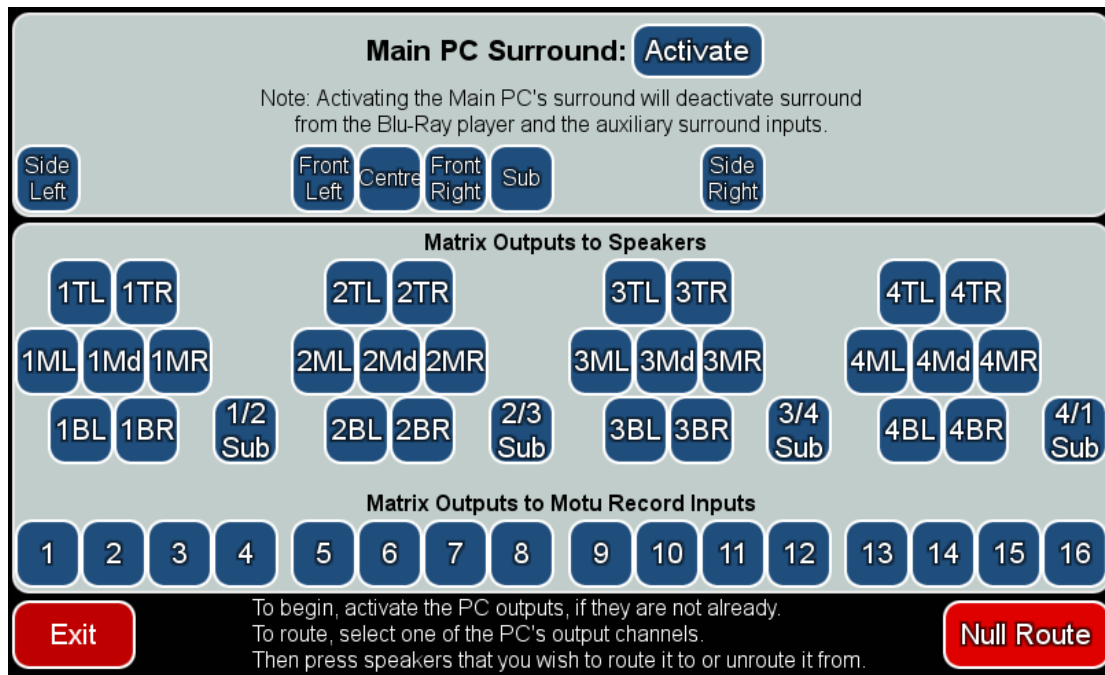 Main PC Surround: Activate
Note: Activating the Main PC's surround will deactivate surround
from the Blu-Ray player and the auxiliary surround inputs.
Side Left Front Left Centre Front Right Sub Side Right
Matrix Outputs to Speakers
1TL 1TR 2TL 2TR 3TL 3TR 4TL 4TR
1ML 1Md 1MR 2ML 2Md 2MR 3ML 3Md 3MR 4ML 4Md 4MR
1BL 1BR 1/2 Sub 2BL 2BR 2/3 Sub 3BL 3BR 3/4 Sub 4BL 4BR 4/1 Sub
Matrix Outputs to Motu Record Inputs
1 2 3 4 5 6 7 8 9 10 11 12 13 14 15 16
Exit
To begin, activate the PC outputs, if they are not already.
To route, select one of the PC's output channels.
Then press speakers that you wish to route it to or unroute it from.
Null Route